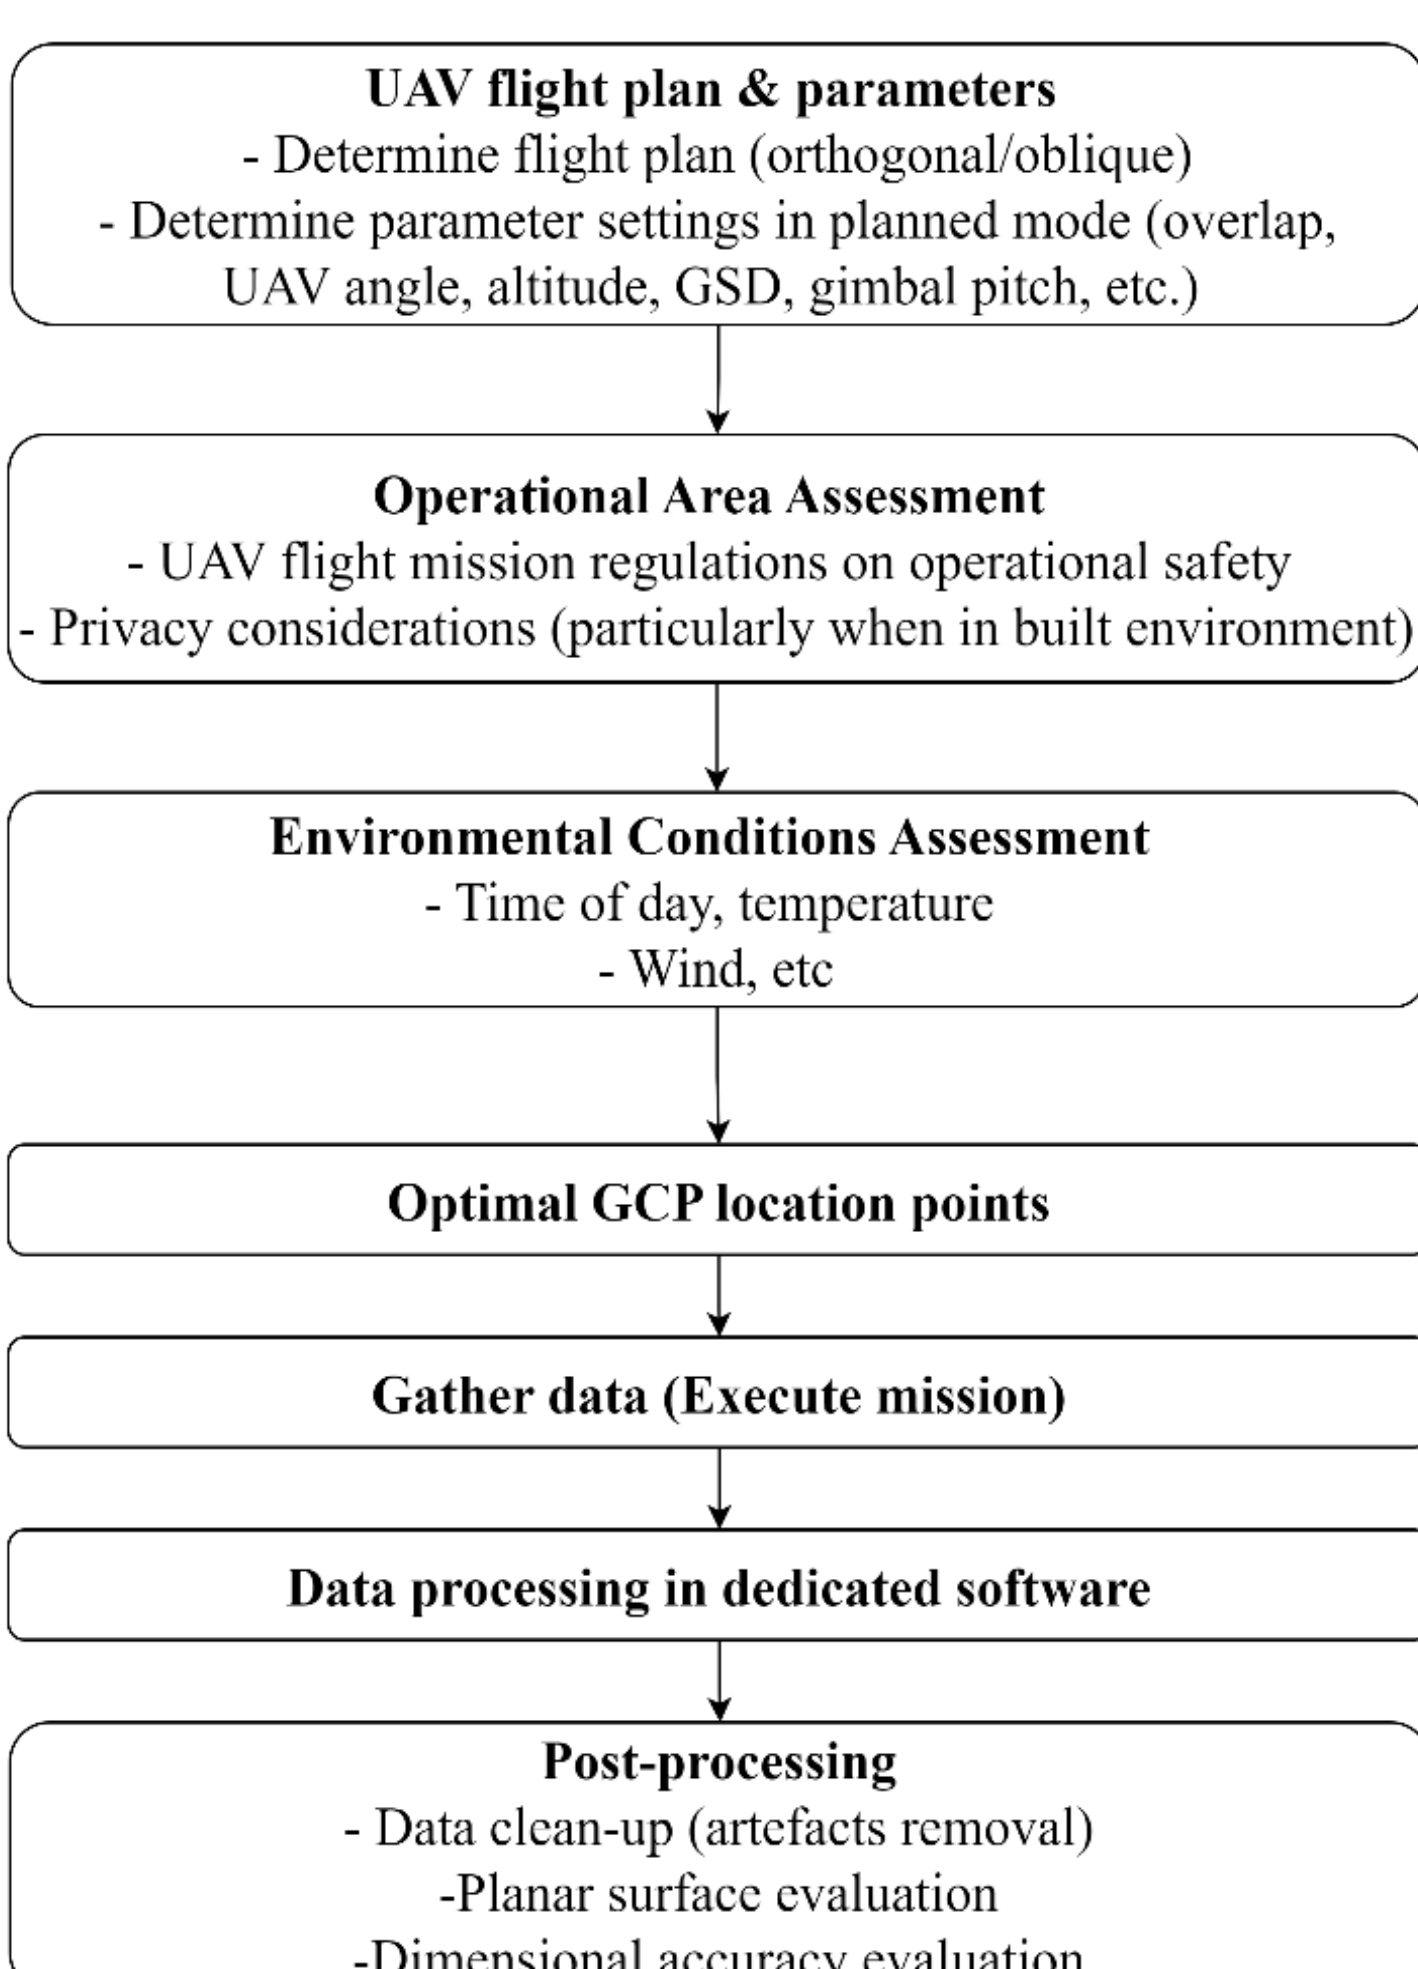 UAV flight plan & parameters
- Determine flight plan (orthogonal/oblique)
- Determine parameter settings in planned mode (overlap,
UAV angle, altitude, GSD, gimbal pitch, etc.)
Operational Area Assessment
- UAV flight mission regulations on operational safety
- Privacy considerations (particularly when in built environment)
Environmental Conditions Assessment
- Time of day, temperature
- Wind, etc
Optimal GCP location points
Gather data (Execute mission)
Data processing in dedicated software
Post-processing
- Data clean-up (artefacts removal)
-Planar surface evaluation
-Dimensional accuracy evaluation